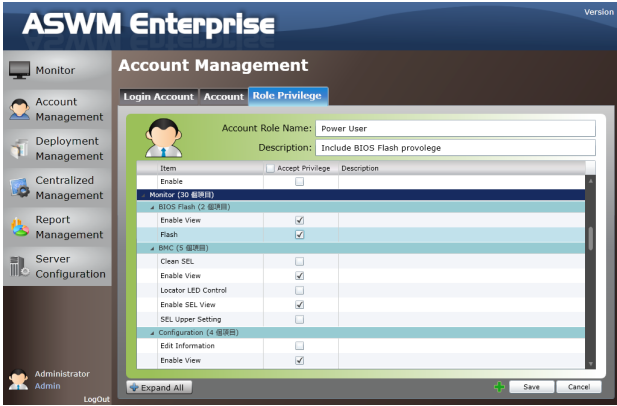 ASWM Enterprise
Version
Monitor
Account
Management
Deployment
Management
Centralized
Management
Report
Management
Server
Configuration
Administrator
Admin
LogOut
Account Management
Login Account Account Role Privilege
Account Role Name: Power User
Description: Include BIOS Flash provolege
Item Accept Privilege Description
Enable
Monitor (30 個項目)
BIOS Flash (2 個項目)
Enable View
Flash
BMC (5 個項目)
Clean SEL
Enable View
Locator LED Control
Enable SEL View
SEL Upper Setting
Configuration (4 個項目)
Edit Information
Enable View
Expand All
Save Cancel